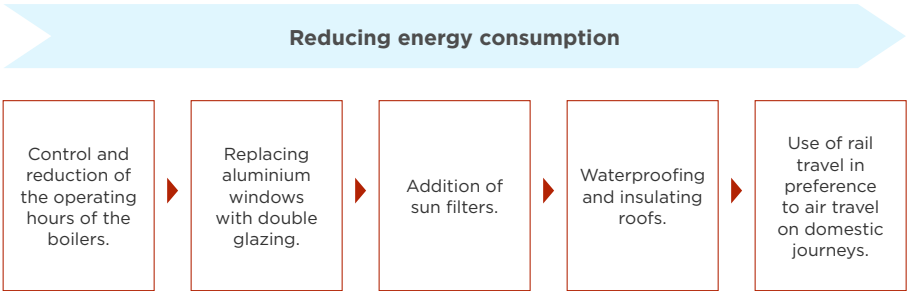 Reducing energy consumption
Control and
reduction of
the operating
hours of the
boilers.
Replacing
aluminium
windows
with double
glazing.
Addition of
sun filters.
Waterproofing
and insulating
roofs.
Use of rail
travel in
preference
to air travel
on domestic
journeys.